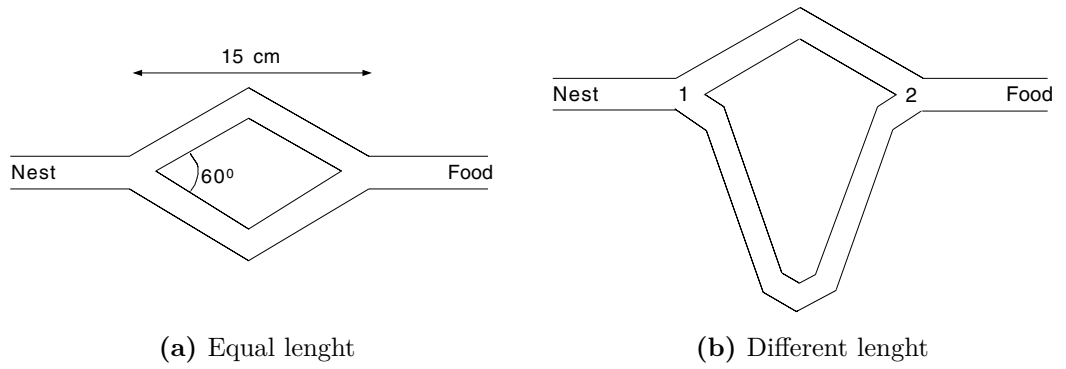 15 cm
Nest
60⁰
Food
(a) Equal lenght
Nest
1
2
Food
(b) Different lenght